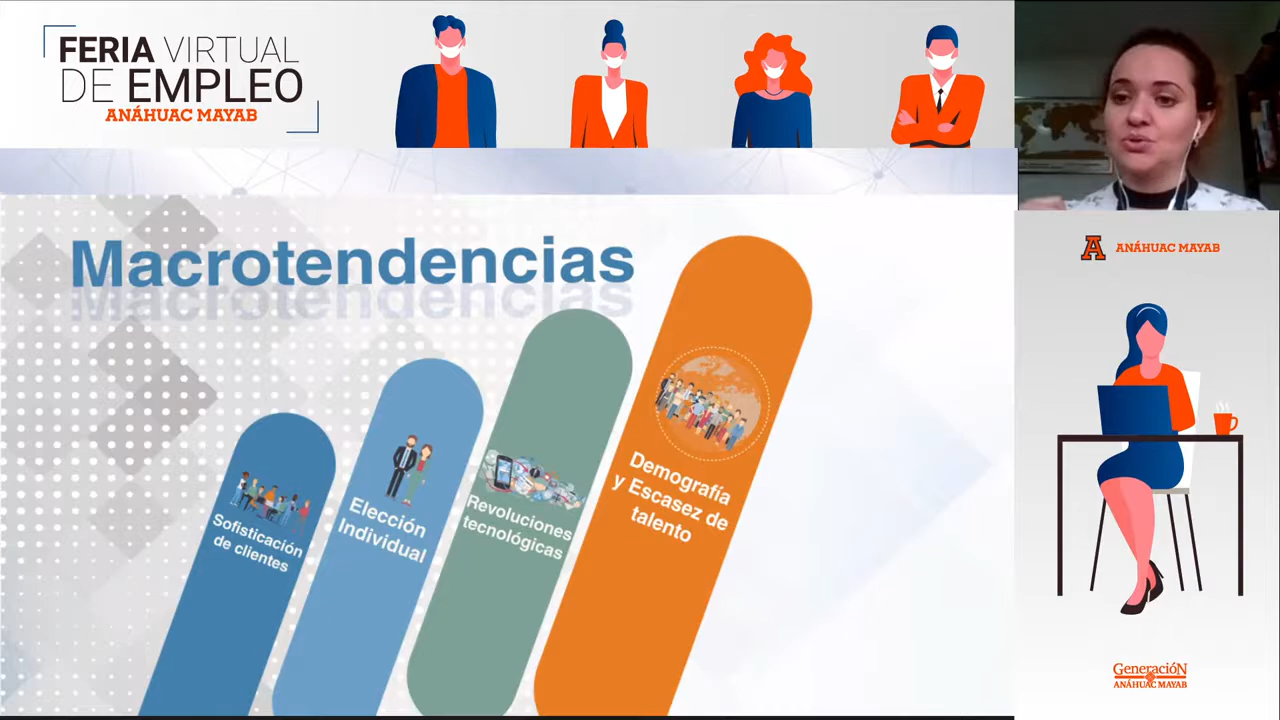 FERIA VIRTUAL
DE EMPLEO
ANÁHUAC MAYAB
Macrotendencias
Sofisticación
de clientes
Elección
Individual
Revoluciones
tecnológicas
Demografía
y Escasez de
talento
A ANÁHUAC MAYAB
GeneracióN
ANÁHUAC MAYAB